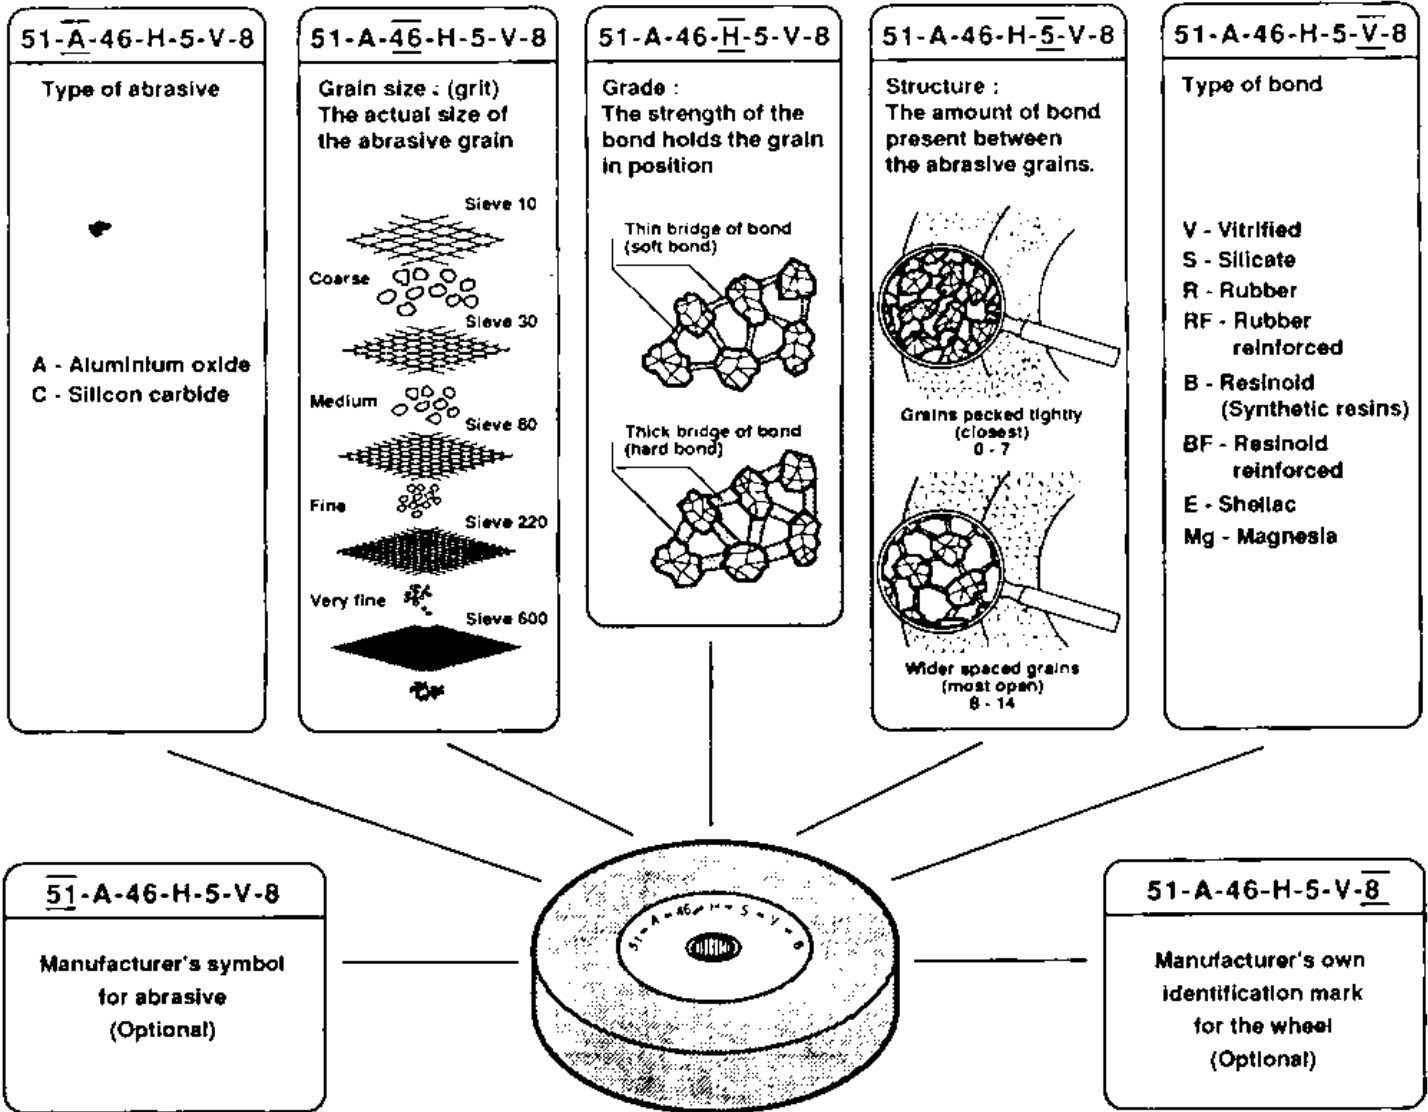 51-A-46-H-5-V-8
Type of abrasive
A - Aluminium oxide
C - Silicon carbide
51-A-46-H-5-V-8
Grain size : (grit)
The actual size of
the abrasive grain
Sieve 10
Coarse
Sieve 30
Medium
Sieve 80
Fine
Sieve 220
Very fine
Sieve 600
51-A-46-H-5-V-8
Grade :
The strength of the
bond holds the grain
in position
Thin bridge of bond
(soft bond)
Thick bridge of bond
(hard bond)
51-A-46-H-5-V-8
Structure :
The amount of bond
present between
the abrasive grains.
Grains packed tightly
(closest)
0 - 7
Wider spaced grains
(most open)
8 - 14
51-A-46-H-5-V-8
Type of bond
V - Vitrified
S - Silicate
R - Rubber
RF - Rubber
reinforced
B - Resinoid
(Synthetic resins)
BF - Resinoid
reinforced
E - Shellac
Mg - Magnesia
51-A-46-H-5-V-8
Manufacturer's symbol
for abrasive
(Optional)
51 - A - 46 - H - 5 - V - 8
51-A-46-H-5-V-8
Manufacturer's own
identification mark
for the wheel
(Optional)